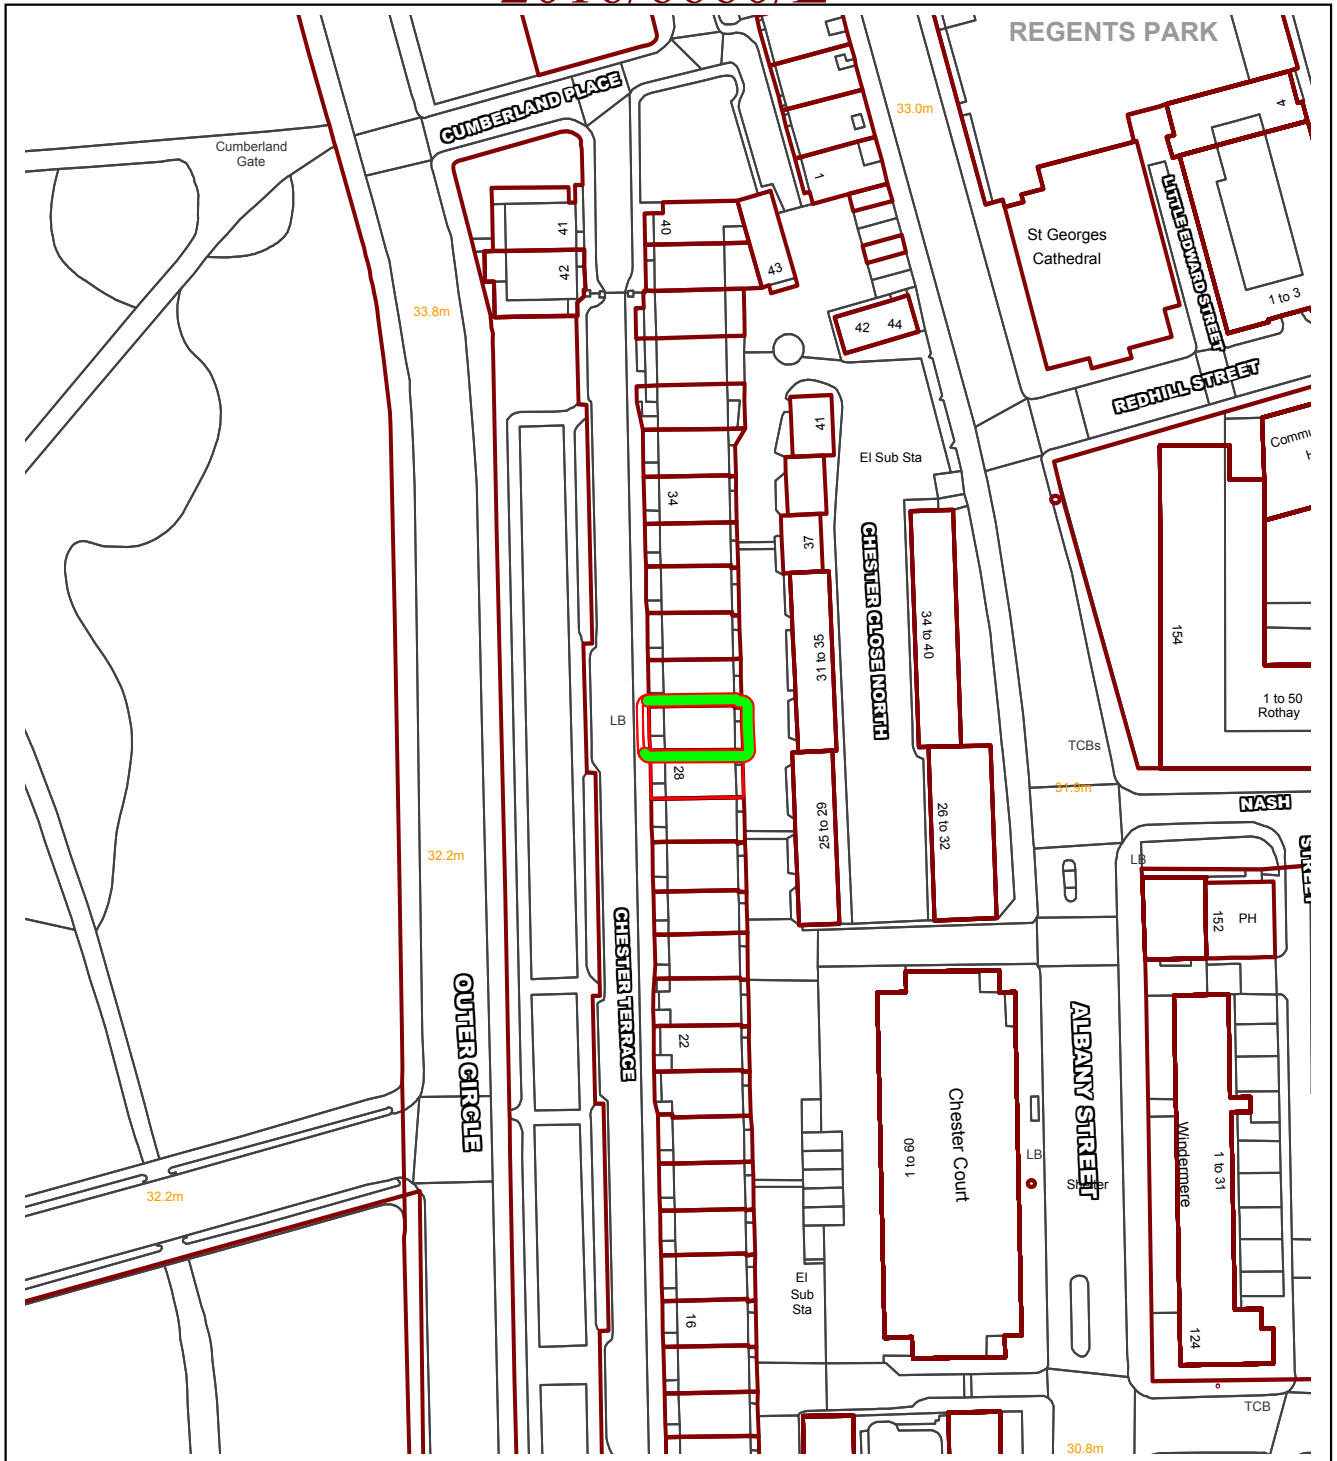 REGENTS PARK
CUMBERLAND PLACE
Cumberland
Gate
33.0m
4
1
LITTLE EDWARD STREET
St Georges
Cathedral
41
40
42
43
1 to 3
33.8m
42 44
REDHILL STREET
41
El Sub Sta
34
37
CHESTER CLOSE NORTH
34 to 40
31 to 35
154
1 to 50
Rothay
LB
TCBs
28
31.9m
NASH
STREET
25 to 29
26 to 32
32.2m
LB
152
PH
CHESTER TERRACE
OUTER CIRCLE
22
ALBANY STREET
Chester Court
1 to 60
LB
Windermere
1 to 31
Shelter
32.2m
El
Sub
Sta
16
124
TCB
30.8m